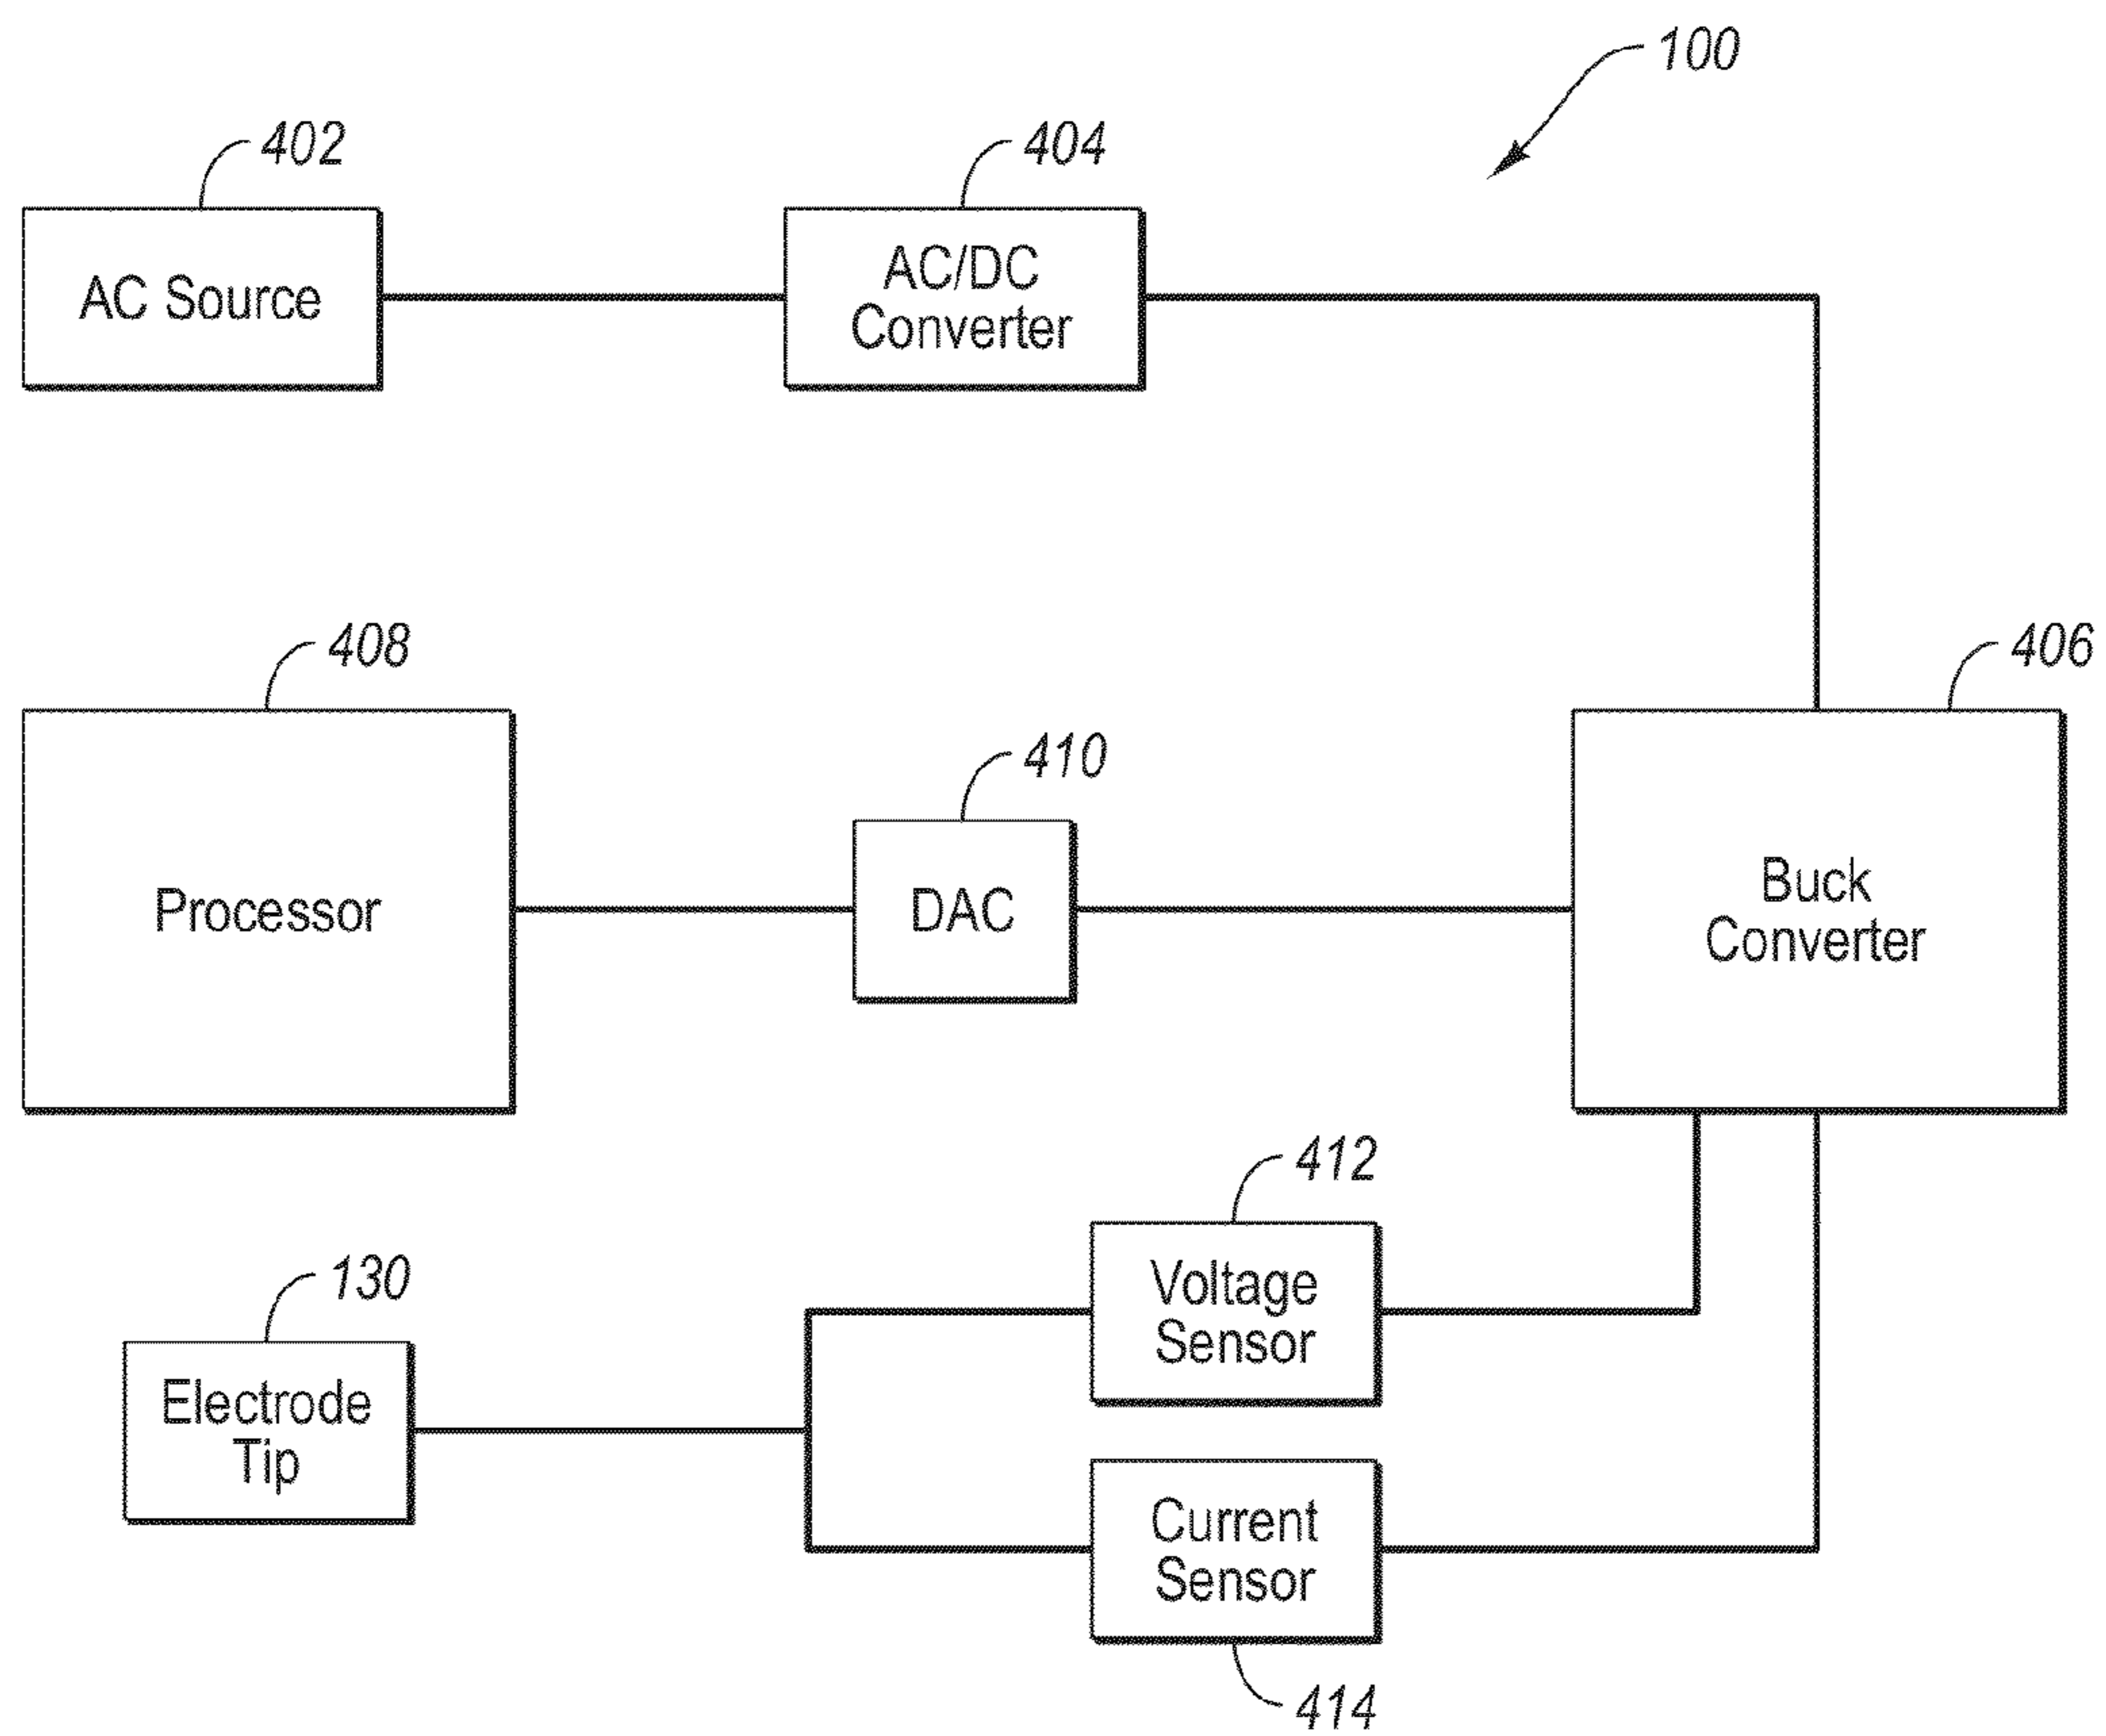 100
402
404
AC Source
AC/DC
Converter
408
406
410
Processor
DAC
Buck
Converter
412
130
Voltage
Sensor
Electrode
Tip
Current
Sensor
414